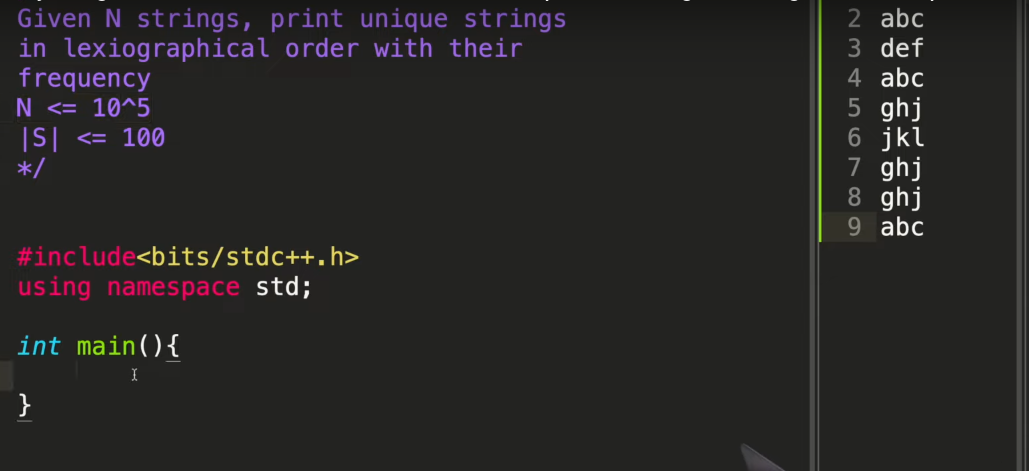 Given N strings, print unique strings
in lexiographical order with their
frequency
N <= 10^5
|S| <= 100
*/
#include<bits/stdc++.h>
using namespace std;
int main(){
}
2 abc
3 def
4 abc
5 ghj
6 jkl
7 ghj
8 ghj
9 abc